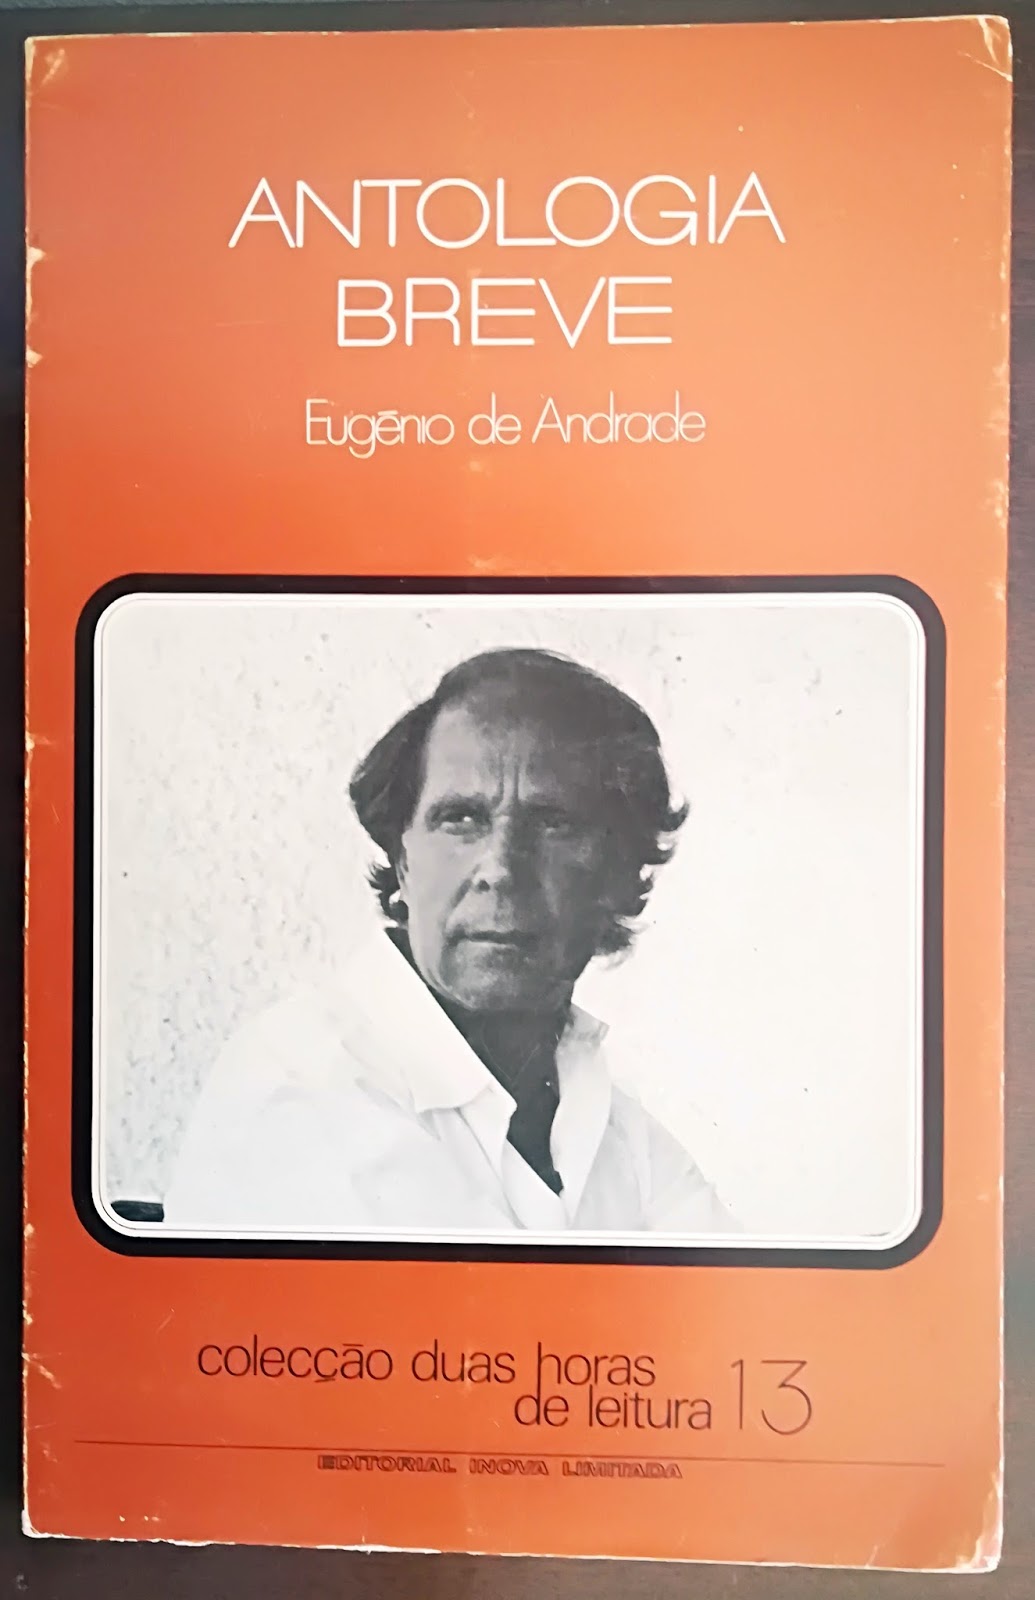 ANTOLOGIA
BREVE
Eugénio de Andrade
colecção duas horas
de leitura 13
EDITORIAL INOVA LIMITADA